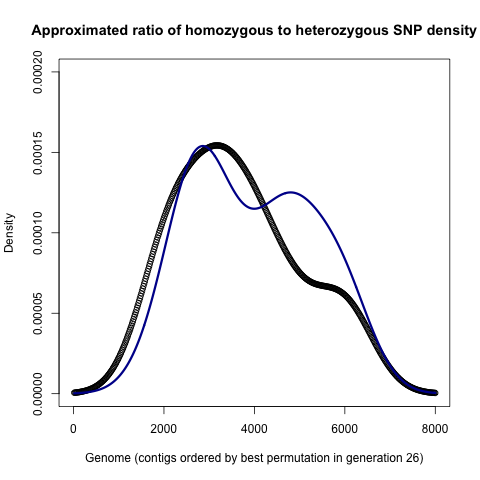 Approximated ratio of homozygous to heterozygous SNP density
Density
0.00020
0.00015
0.00010
0.00005
0.00000
0 2000 4000 6000 8000
Genome (contigs ordered by best permutation in generation 26)